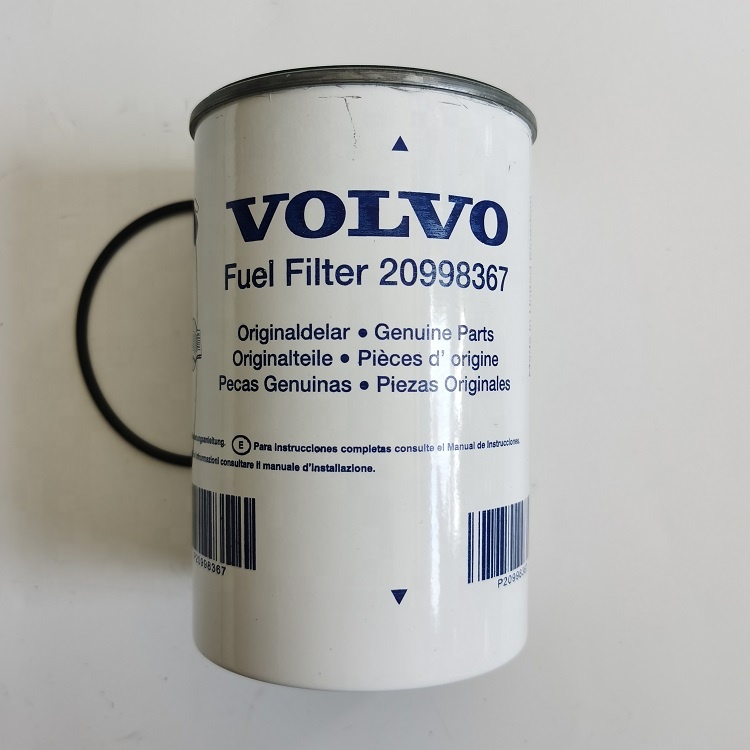 VOLVO
Fuel Filter 20998367
Originaldelar • Genuine Parts
Originalteile • Pièces d' origine
Pecas Genuinas • Piezas Originales
E Para instrucciones completas consulte el Manual de Instrucciones.
consultare il manuale d'installazione.
P20998367